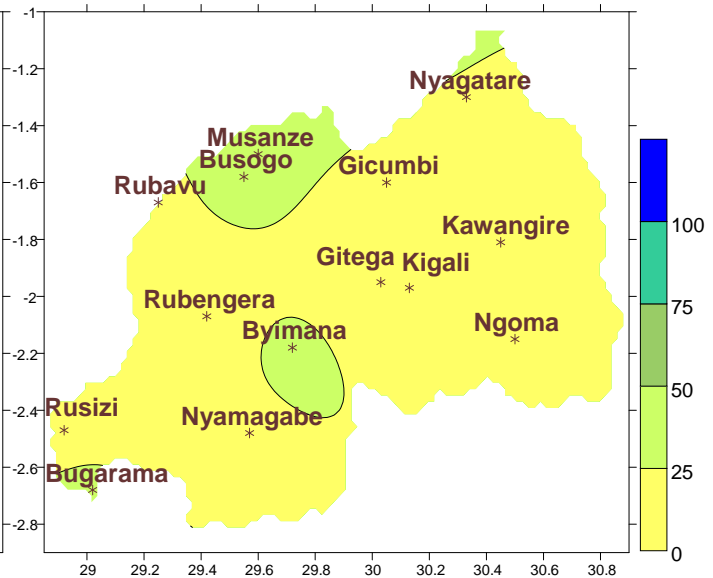 -1
-1.2
Nyagatare
-1.4
Musanze
Busogo
Gicumbi
-1.6
Rubavu
-1.8
Kawangire
100
Gitega Kigali
-2
Rubengera
75
Byimana
Ngoma
-2.2
50
-2.4
Rusizi
Nyamagabe
25
-2.6
Bugarama
-2.8
0
29 29.2 29.4 29.6 29.8 30 30.2 30.4 30.6 30.8